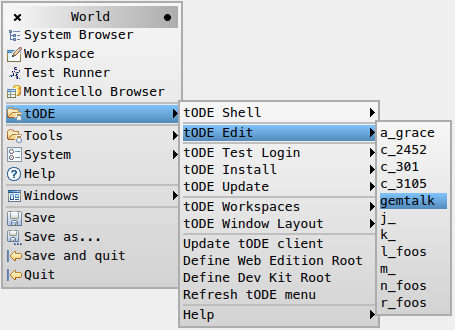 World
System Browser
Workspace
Test Runner
Monticello Browser
tODE
Tools
System
Help
Windows
Save
Save as...
Save and quit
Quit
tODE Shell
tODE Edit
tODE Test Login
tODE Install
tODE Update
tODE Workspaces
tODE Window Layout
Update tODE client
Define Web Edition Root
Define Dev Kit Root
Refresh tODE menu
Help
a_grace
c_2452
c_301
c_3105
gemtalk
j_
k_
l_foos
m_
n_foos
r_foos